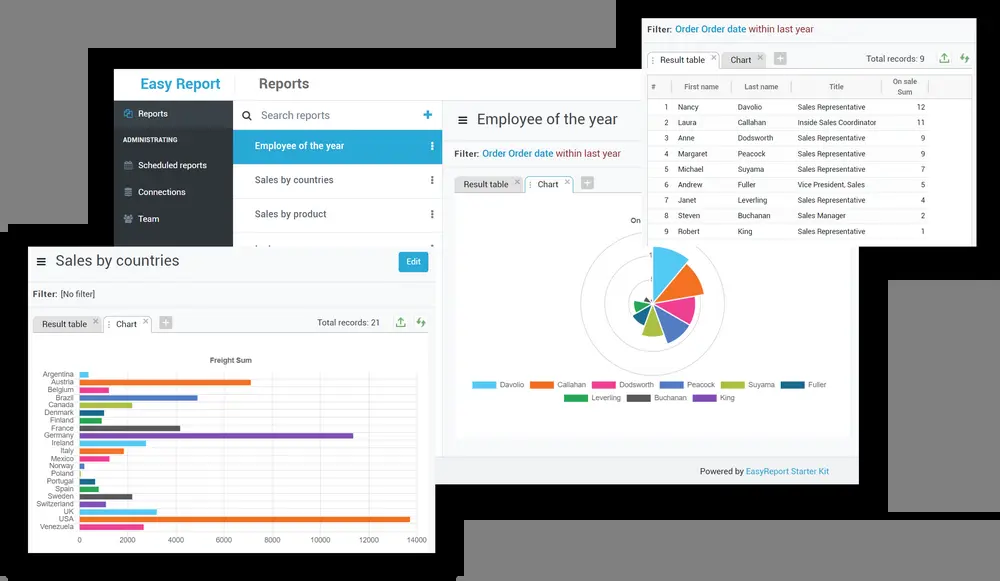 Filter: Order Order date within last year
Result table
Chart
Total records: 9
# First name Last name Title On sale Sum
1 Nancy Davolio Sales Representative 12
2 Laura Callahan Inside Sales Coordinator 11
3 Anne Dodsworth Sales Representative 9
4 Margaret Peacock Sales Representative 9
5 Michael Suyama Sales Representative 7
6 Andrew Fuller Vice President, Sales 5
7 Janet Leverling Sales Representative 4
8 Steven Buchanan Sales Manager 2
9 Robert King Sales Representative 1
Easy Report
Reports
Reports
ADMINISTRATING
Scheduled reports
Connections
Team
Search reports
Employee of the year
Sales by countries
Sales by product
Employee of the year
Filter: Order Order date within last year
Result table
Chart
On
Davolio Callahan Dodsworth Peacock Suyama Fuller
Leverling Buchanan King
Powered by EasyReport Starter Kit
Sales by countries
Edit
Filter: [No filter]
Result table
Chart
Total records: 21
Freight Sum
Argentina
Austria
Belgium
Brazil
Canada
Denmark
Finland
France
Germany
Ireland
Italy
Mexico
Norway
Poland
Portugal
Spain
Sweden
Switzerland
UK
USA
Venezuela
0 2000 4000 6000 8000 10000 12000 14000